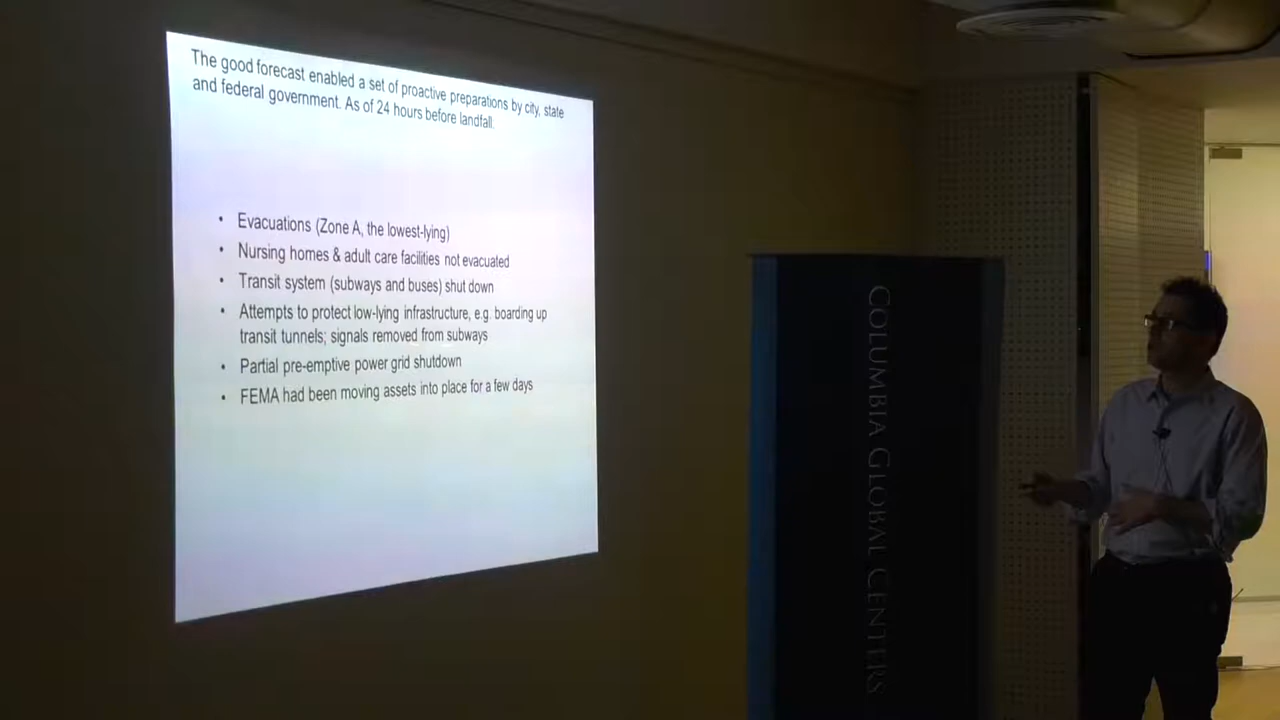 The good forecast enabled a set of proactive preparations by city, state
and federal government. As of 24 hours before landfall.
• Evacuations (Zone A, the lowest-lying)
• Nursing homes & adult care facilities not evacuated
• Transit system (subways and buses) shut down
• Attempts to protect low-lying infrastructure, e.g. boarding up
transit tunnels; signals removed from subways
• Partial pre-emptive power grid shutdown
• FEMA had been moving assets into place for a few days
COLUMBIA GLOBAL CENTERS